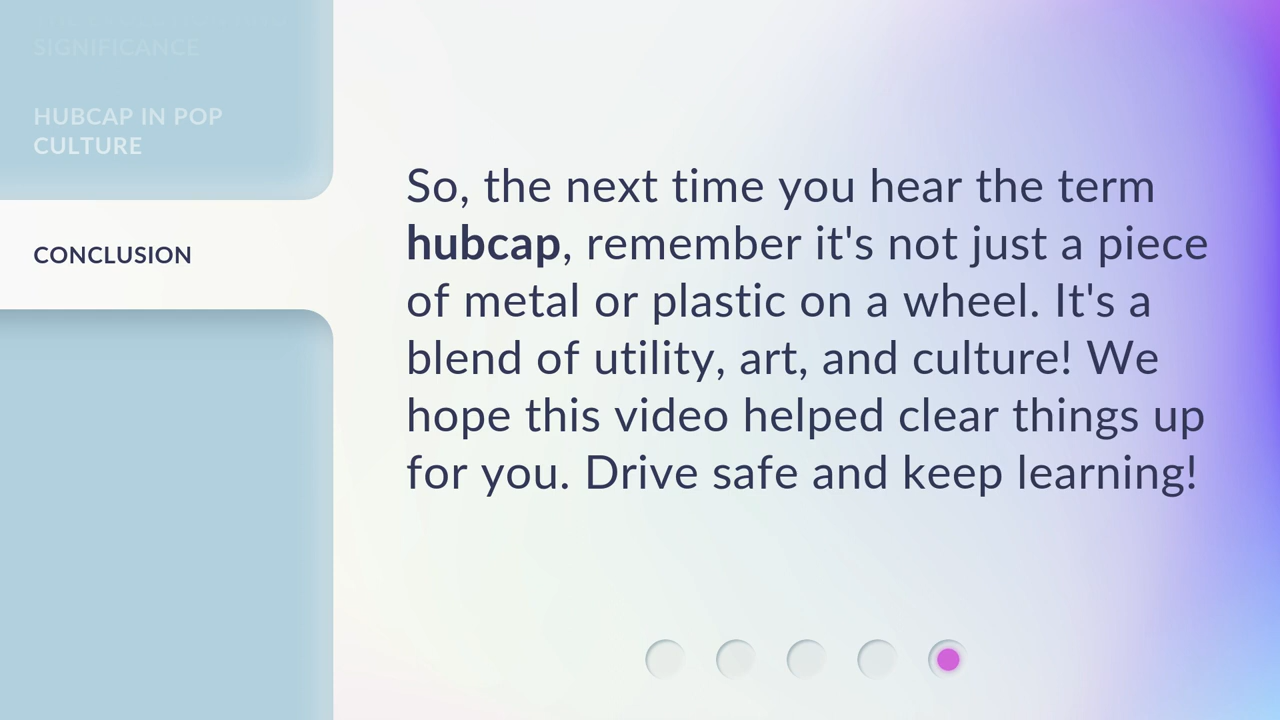 SIGNIFICANCE
HUBCAP IN POP
CULTURE
CONCLUSION
So, the next time you hear the term
hubcap, remember it's not just a piece
of metal or plastic on a wheel. It's a
blend of utility, art, and culture! We
hope this video helped clear things up
for you. Drive safe and keep learning!